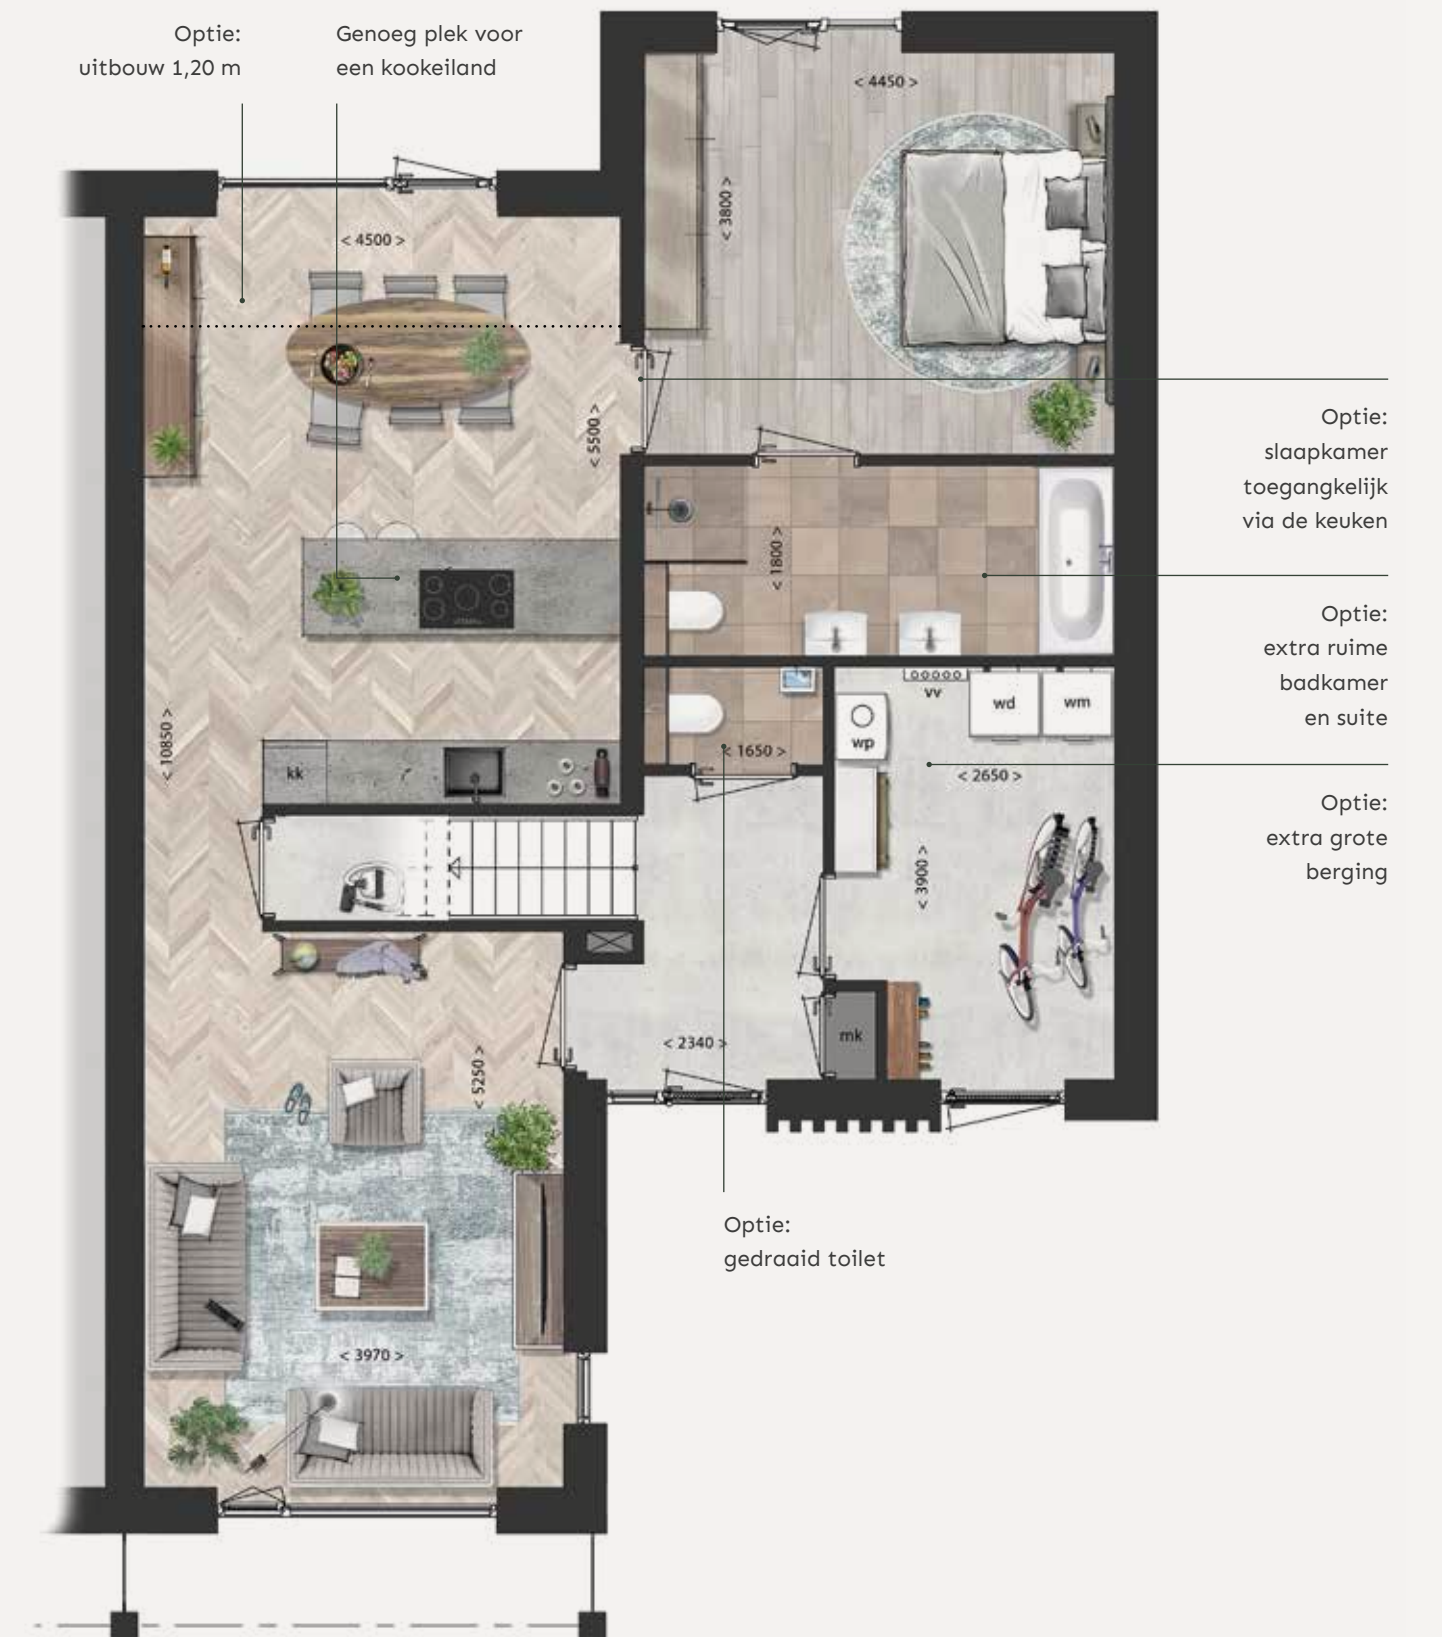 Optie:
uitbouw 1,20 m
Genoeg plek voor
een kookeiland
< 4450 >
< 3800 >
< 4500 >
< 5500 >
Optie:
slaapkamer
toegangkelijk
via de keuken
< 1800 >
Optie:
extra ruime
badkamer
en suite
< 10850 >
kk
< 1650 >
wp
vv
wd
wm
< 2650 >
Optie:
extra grote
berging
< 3900 >
mk
< 2340 >
< 5250 >
Optie:
gedraaid toilet
< 3970 >